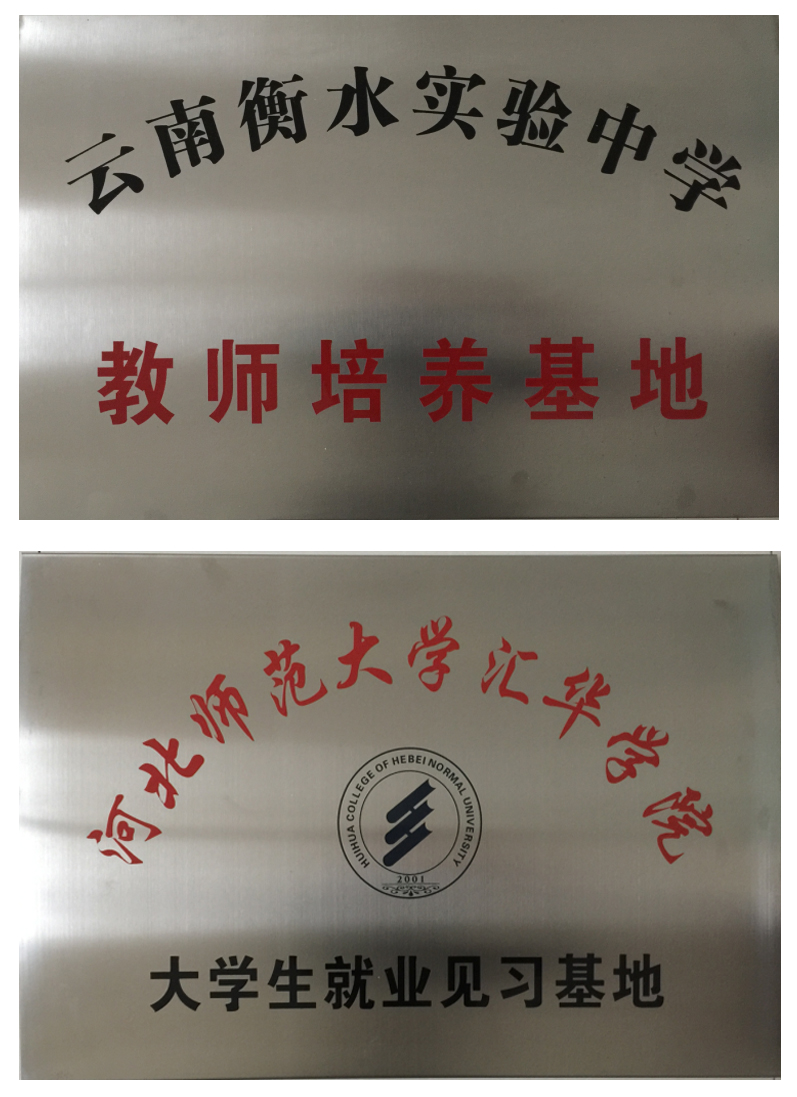 云南衡水实验中学
教师培养基地
河北师范大学汇华学院
HUIHUA COLLEGE OF HEBEI NORMAL UNIVERSITY
2001
大学生就业见习基地